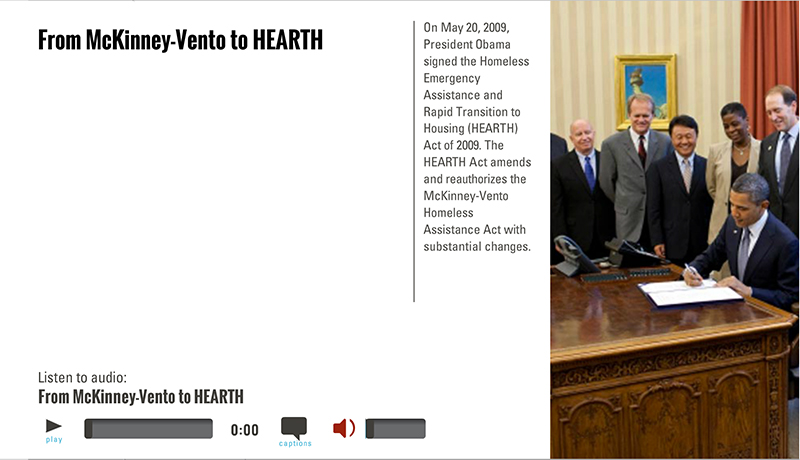 From McKinney-Vento to HEARTH
On May 20, 2009,
President Obama
signed the Homeless
Emergency
Assistance and
Rapid Transition to
Housing (HEARTH)
Act of 2009. The
HEARTH Act amends
and reauthorizes the
McKinney-Vento
Homeless
Assistance Act with
substantial changes.
Listen to audio:
From McKinney-Vento to HEARTH
play
0:00
captions